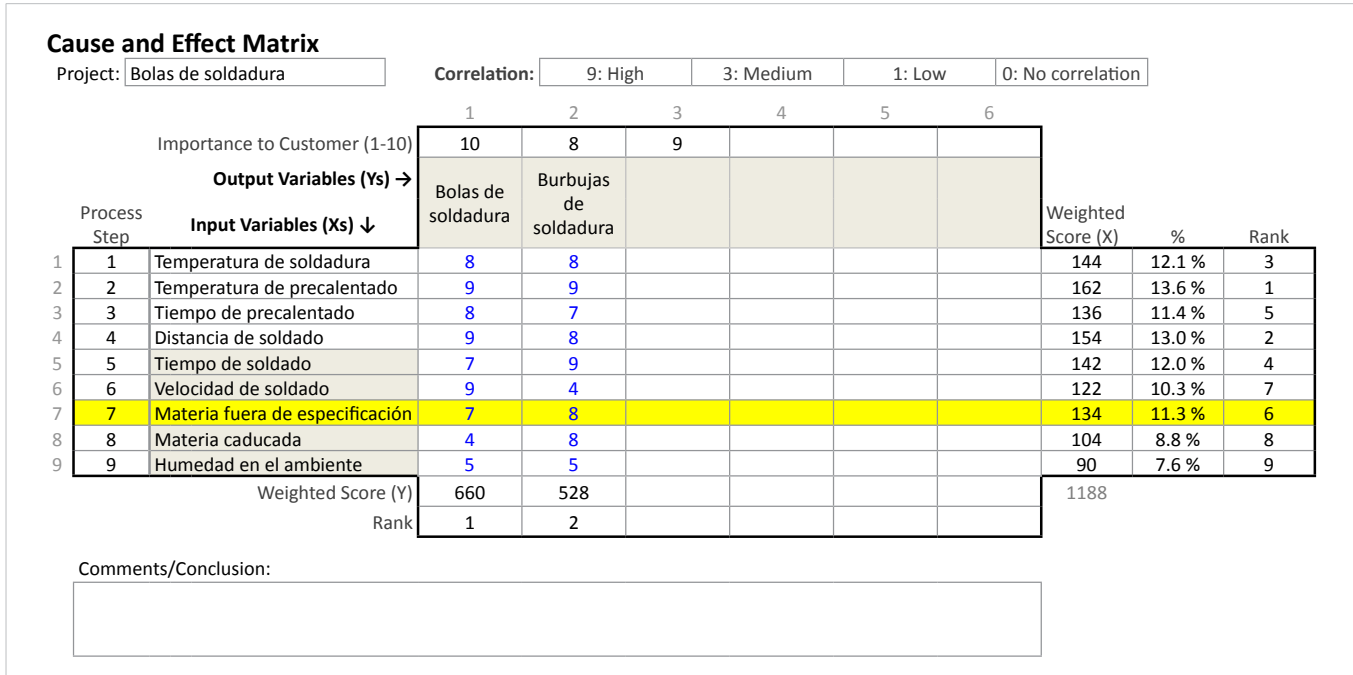 Cause and Effect Matrix
Project: Bolas de soldadura Correlation: 9: High 3: Medium 1: Low 0: No correlation
1 2 3 4 5 6
Importance to Customer (1-10) 10 8 9
Output Variables (Ys) →
Bolas de soldadura
Burbujas de soldadura
Process Step Input Variables (Xs) ↓ Weighted Score (X) % Rank
1 1 Temperatura de soldadura 8 8 144 12.1 % 3
2 2 Temperatura de precalentado 9 9 162 13.6 % 1
3 3 Tiempo de precalentado 8 7 136 11.4 % 5
4 4 Distancia de soldado 9 8 154 13.0 % 2
5 5 Tiempo de soldado 7 9 142 12.0 % 4
6 6 Velocidad de soldado 9 4 122 10.3 % 7
7 7 Materia fuera de especificación 7 8 134 11.3 % 6
8 8 Materia caducada 4 8 104 8.8 % 8
9 9 Humedad en el ambiente 5 5 90 7.6 % 9
Weighted Score (Y) 660 528 1188
Rank 1 2
Comments/Conclusion: